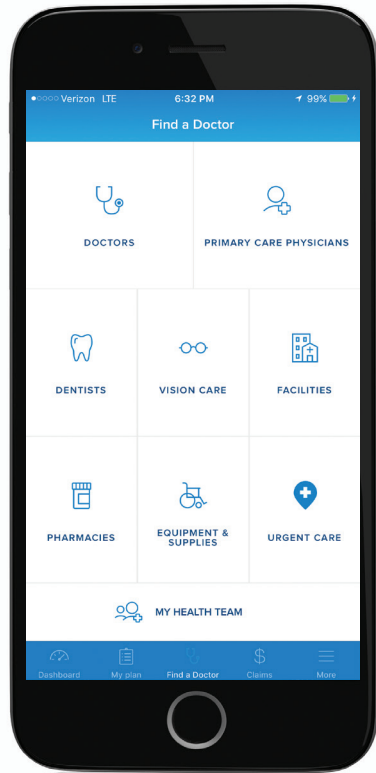 Verizon LTE 6:32 PM 99%
Find a Doctor
DOCTORS PRIMARY CARE PHYSICIANS
DENTISTS VISION CARE FACILITIES
PHARMACIES EQUIPMENT & SUPPLIES URGENT CARE
MY HEALTH TEAM
Dashboard My plan Find a Doctor Claims More